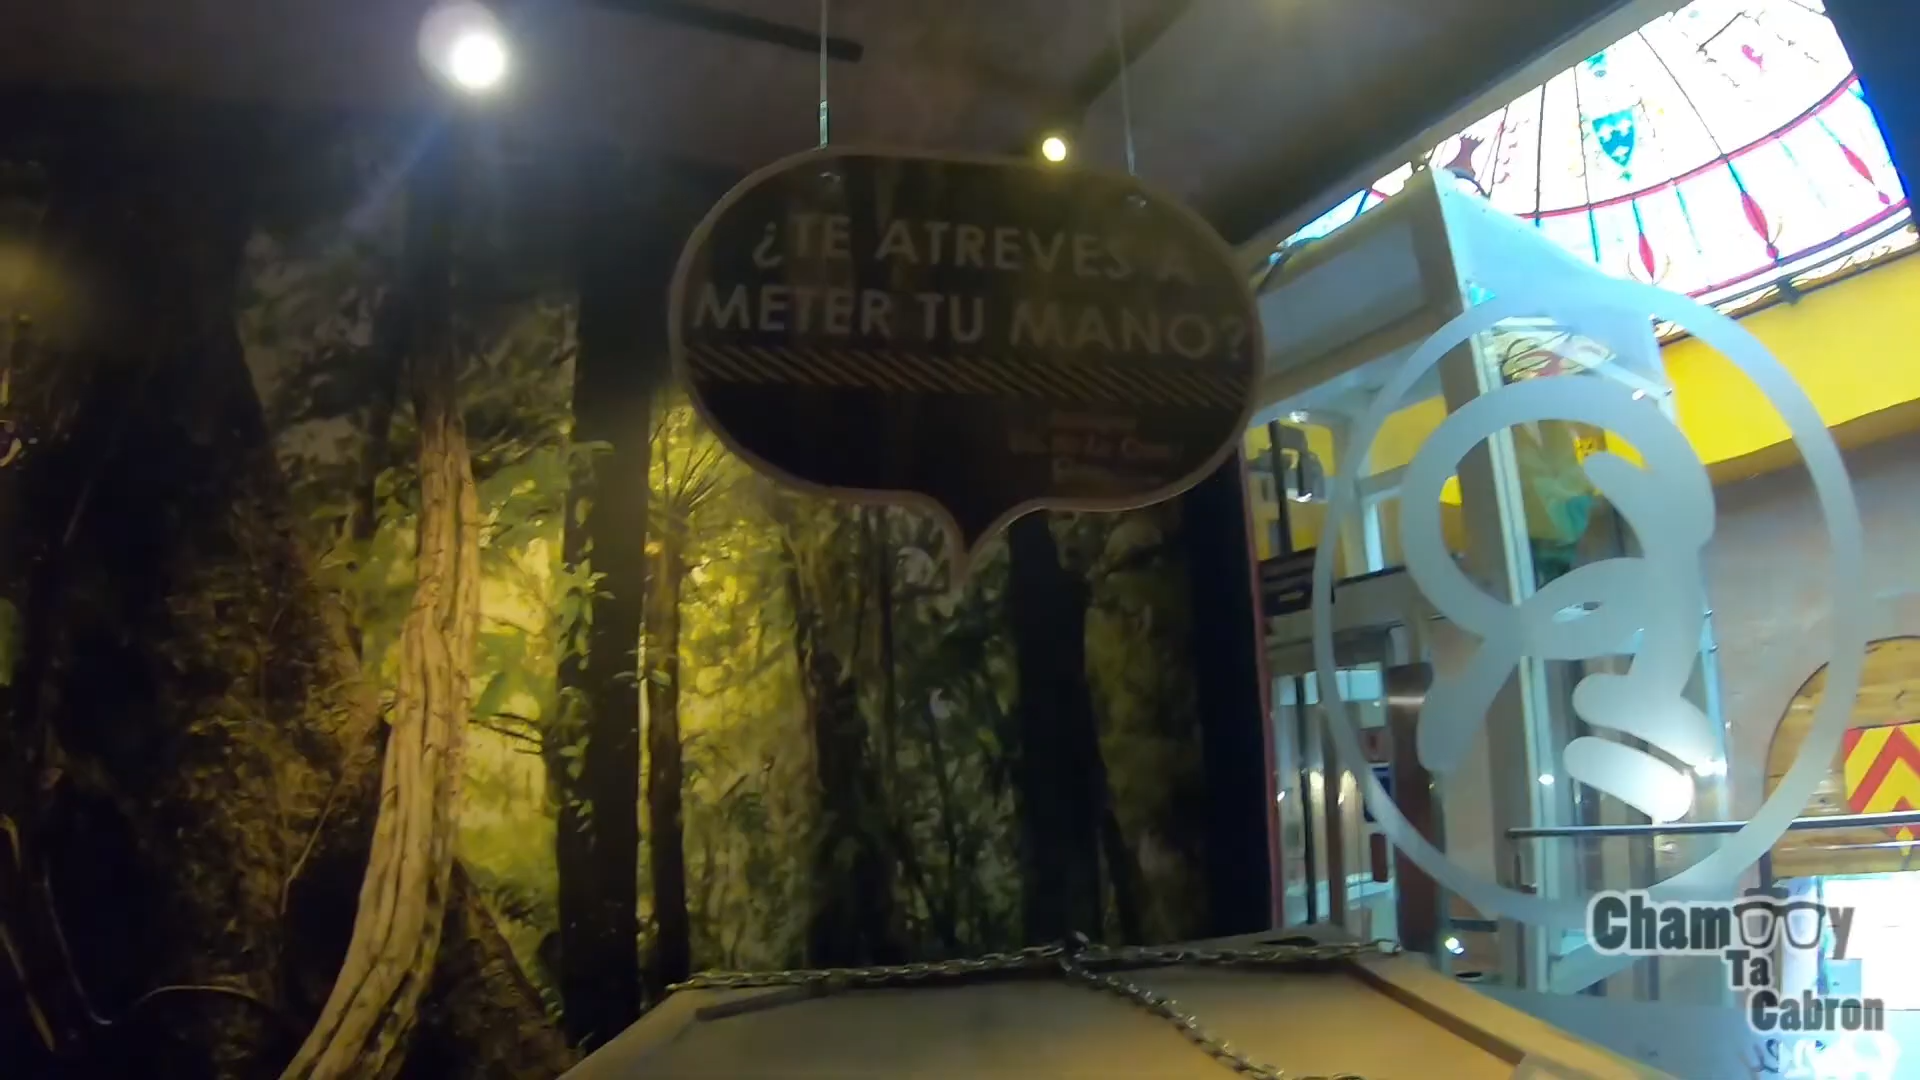 ¿TE ATREVES A
METER TU MANO?
Chamoy
Ta
Cabron